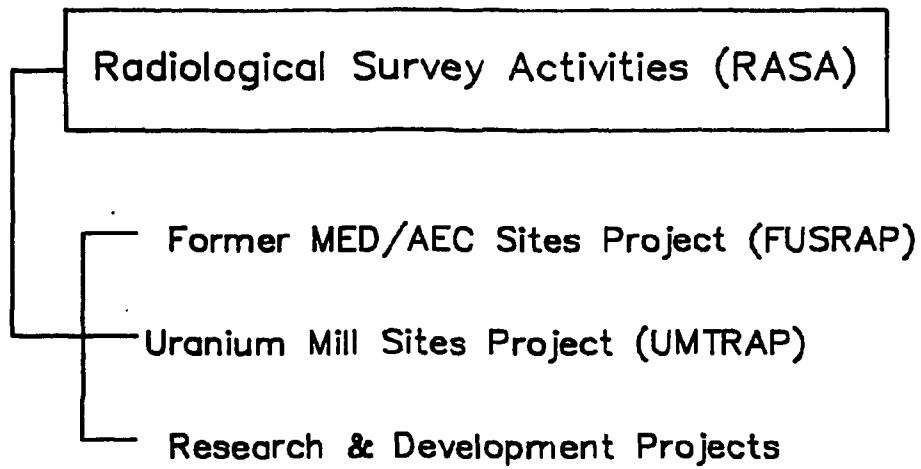 Radiological Survey Activities (RASA)
Former MED/AEC Sites Project (FUSRAP)
Uranium Mill Sites Project (UMTRAP)
Research & Development Projects